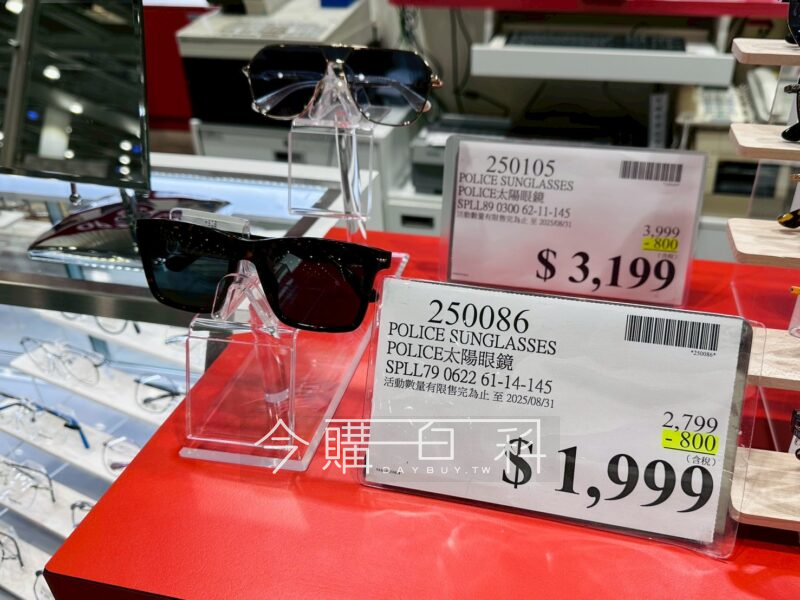 250105
POLICE SUNGLASSES
POLICE太陽眼鏡
SPLL89 0300 62-11-145
活動數量有限售完為止 至 2025/08/31
3,999
-800
(含稅)
$ 3,199
250086
POLICE SUNGLASSES
POLICE太陽眼鏡
SPLL79 0622 61-14-145
活動數量有限售完為止 至 2025/08/31
*250086*
2,799
-800
(含稅)
$ 1,999
今購百科
DAYBUY.TW